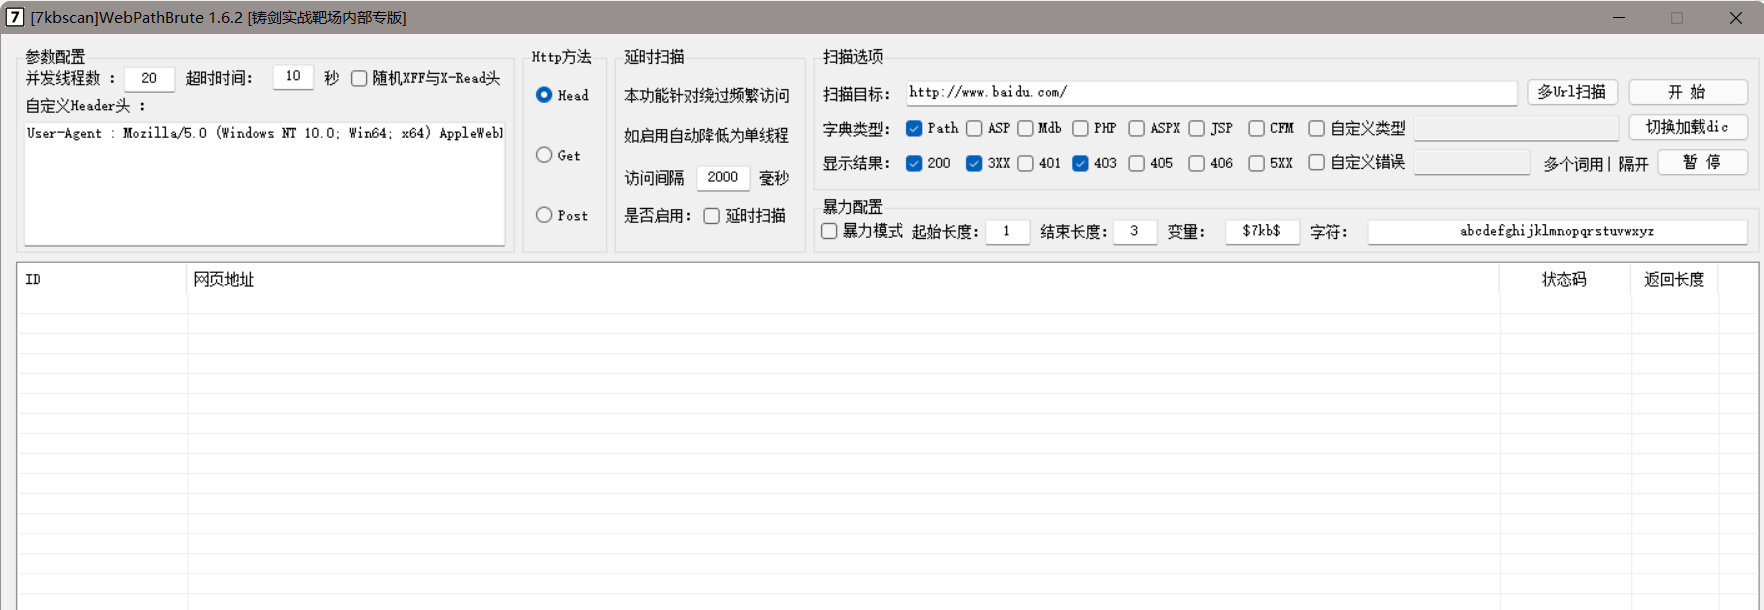 7 [7kbscan]WebPathBrute 1.6.2 [铸剑实战靶场内部专版]
参数配置
并发线程数 : 20 超时时间: 10 秒 随机XFF与X-Read头
自定义Header头 :
User-Agent : Mozilla/5.0 (Windows NT 10.0; Win64; x64) AppleWebl
Http方法
Head
Get
Post
延时扫描
本功能针对绕过频繁访问
如启用自动降低为单线程
访问间隔 2000 毫秒
是否启用: 延时扫描
扫描选项
扫描目标: http://www.baidu.com/ 多Url扫描 开 始
字典类型: Path ASP Mdb PHP ASPX JSP CFM 自定义类型 切换加载dic
显示结果: 200 3XX 401 403 405 406 5XX 自定义错误 多个词用| 隔开 暂 停
暴力配置
暴力模式 起始长度: 1 结束长度: 3 变量: $7kb$ 字符: abcdefghijklmnopqrstuvwxyz
ID 网页地址 状态码 返回长度